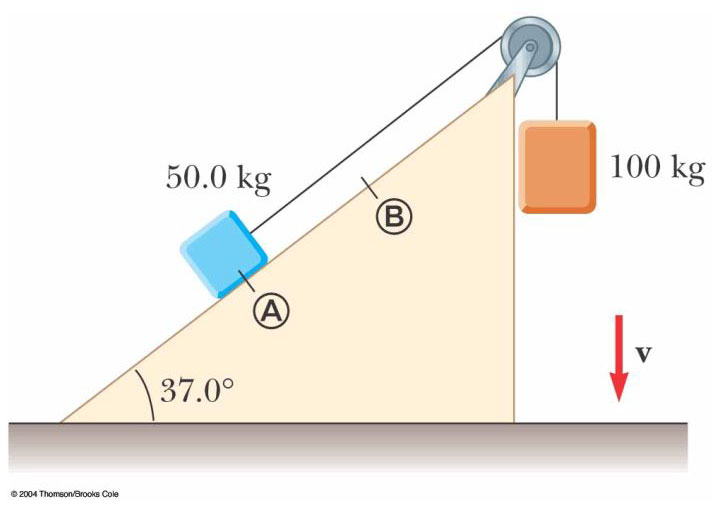 50.0 kg
100 kg
B
A
v
37.0°
© 2004 Thomson/Brooks Cole